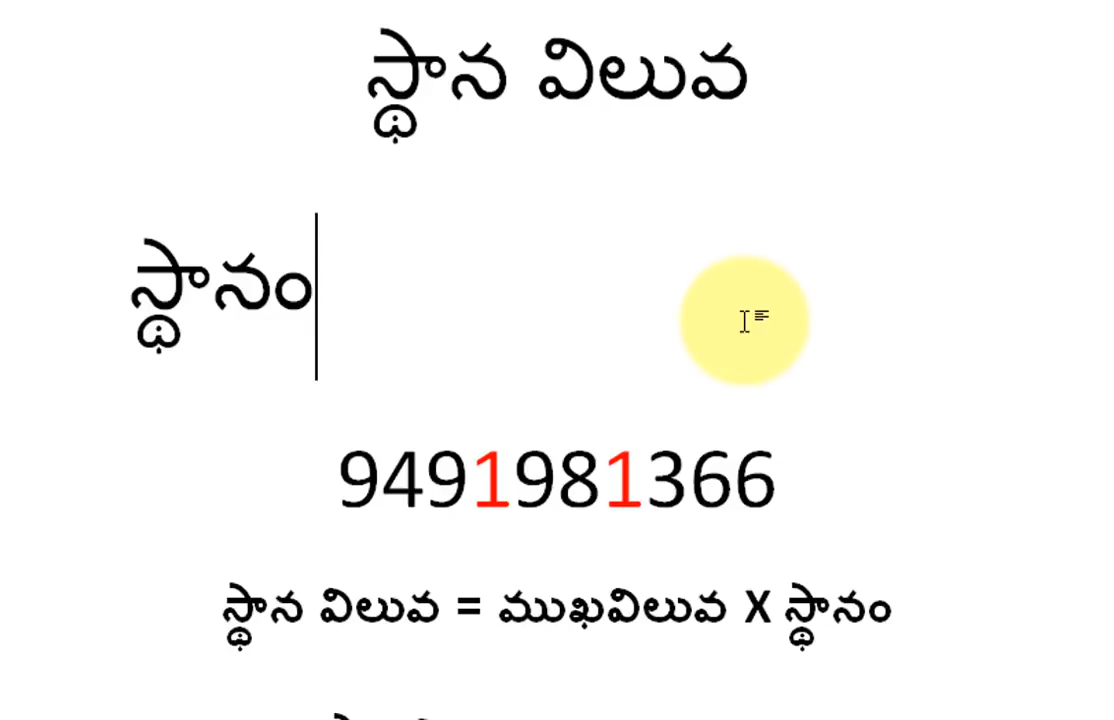 స్థాన విలువ
స్థానం
9491981366
స్థాన విలువ = ముఖవిలువ X స్థానం